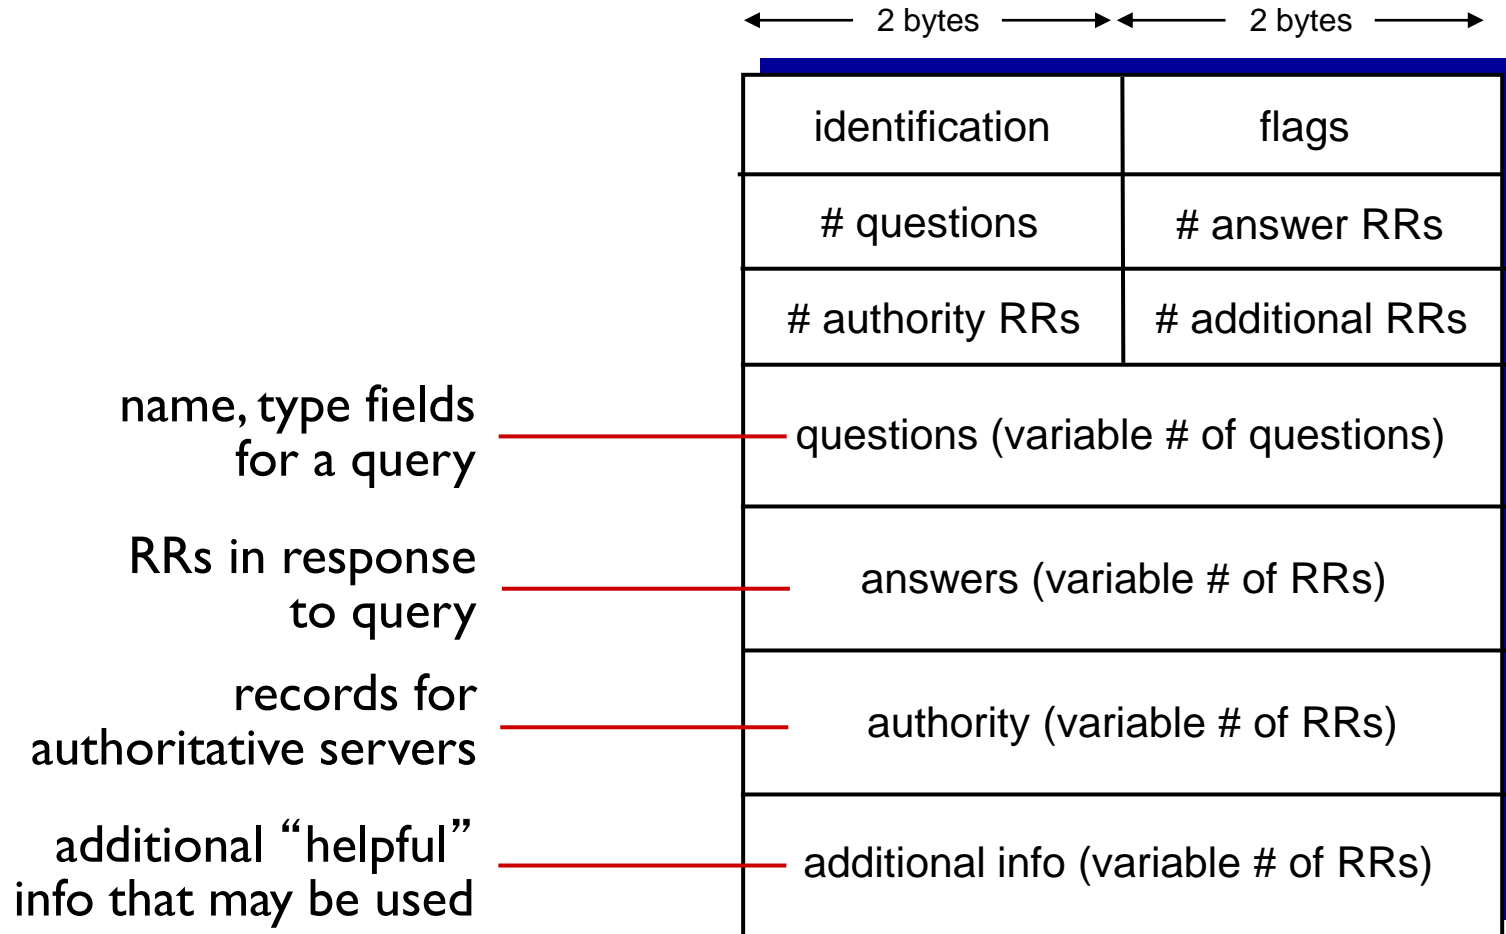 2 bytes 2 bytes
identification flags
# questions # answer RRs
# authority RRs # additional RRs
name, type fields
for a query
questions (variable # of questions)
RRs in response
to query
answers (variable # of RRs)
records for
authoritative servers
authority (variable # of RRs)
additional “helpful”
info that may be used
additional info (variable # of RRs)